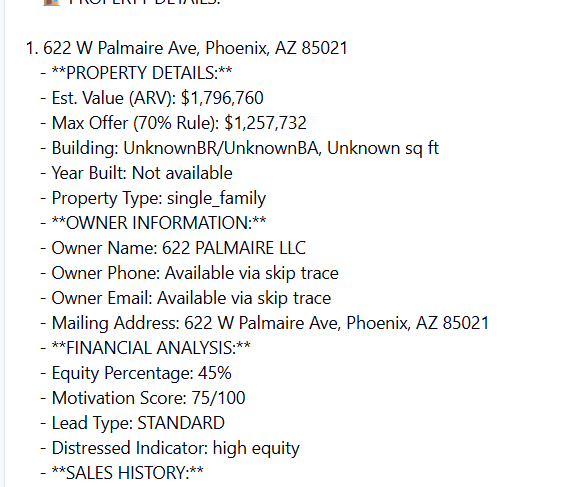 PROPERTY DETAILS:
1. 622 W Palmaire Ave, Phoenix, AZ 85021
- **PROPERTY DETAILS:**
- Est. Value (ARV): $1,796,760
- Max Offer (70% Rule): $1,257,732
- Building: UnknownBR/UnknownBA, Unknown sq ft
- Year Built: Not available
- Property Type: single_family
- **OWNER INFORMATION:**
- Owner Name: 622 PALMAIRE LLC
- Owner Phone: Available via skip trace
- Owner Email: Available via skip trace
- Mailing Address: 622 W Palmaire Ave, Phoenix, AZ 85021
- **FINANCIAL ANALYSIS:**
- Equity Percentage: 45%
- Motivation Score: 75/100
- Lead Type: STANDARD
- Distressed Indicator: high equity
- **SALES HISTORY:**